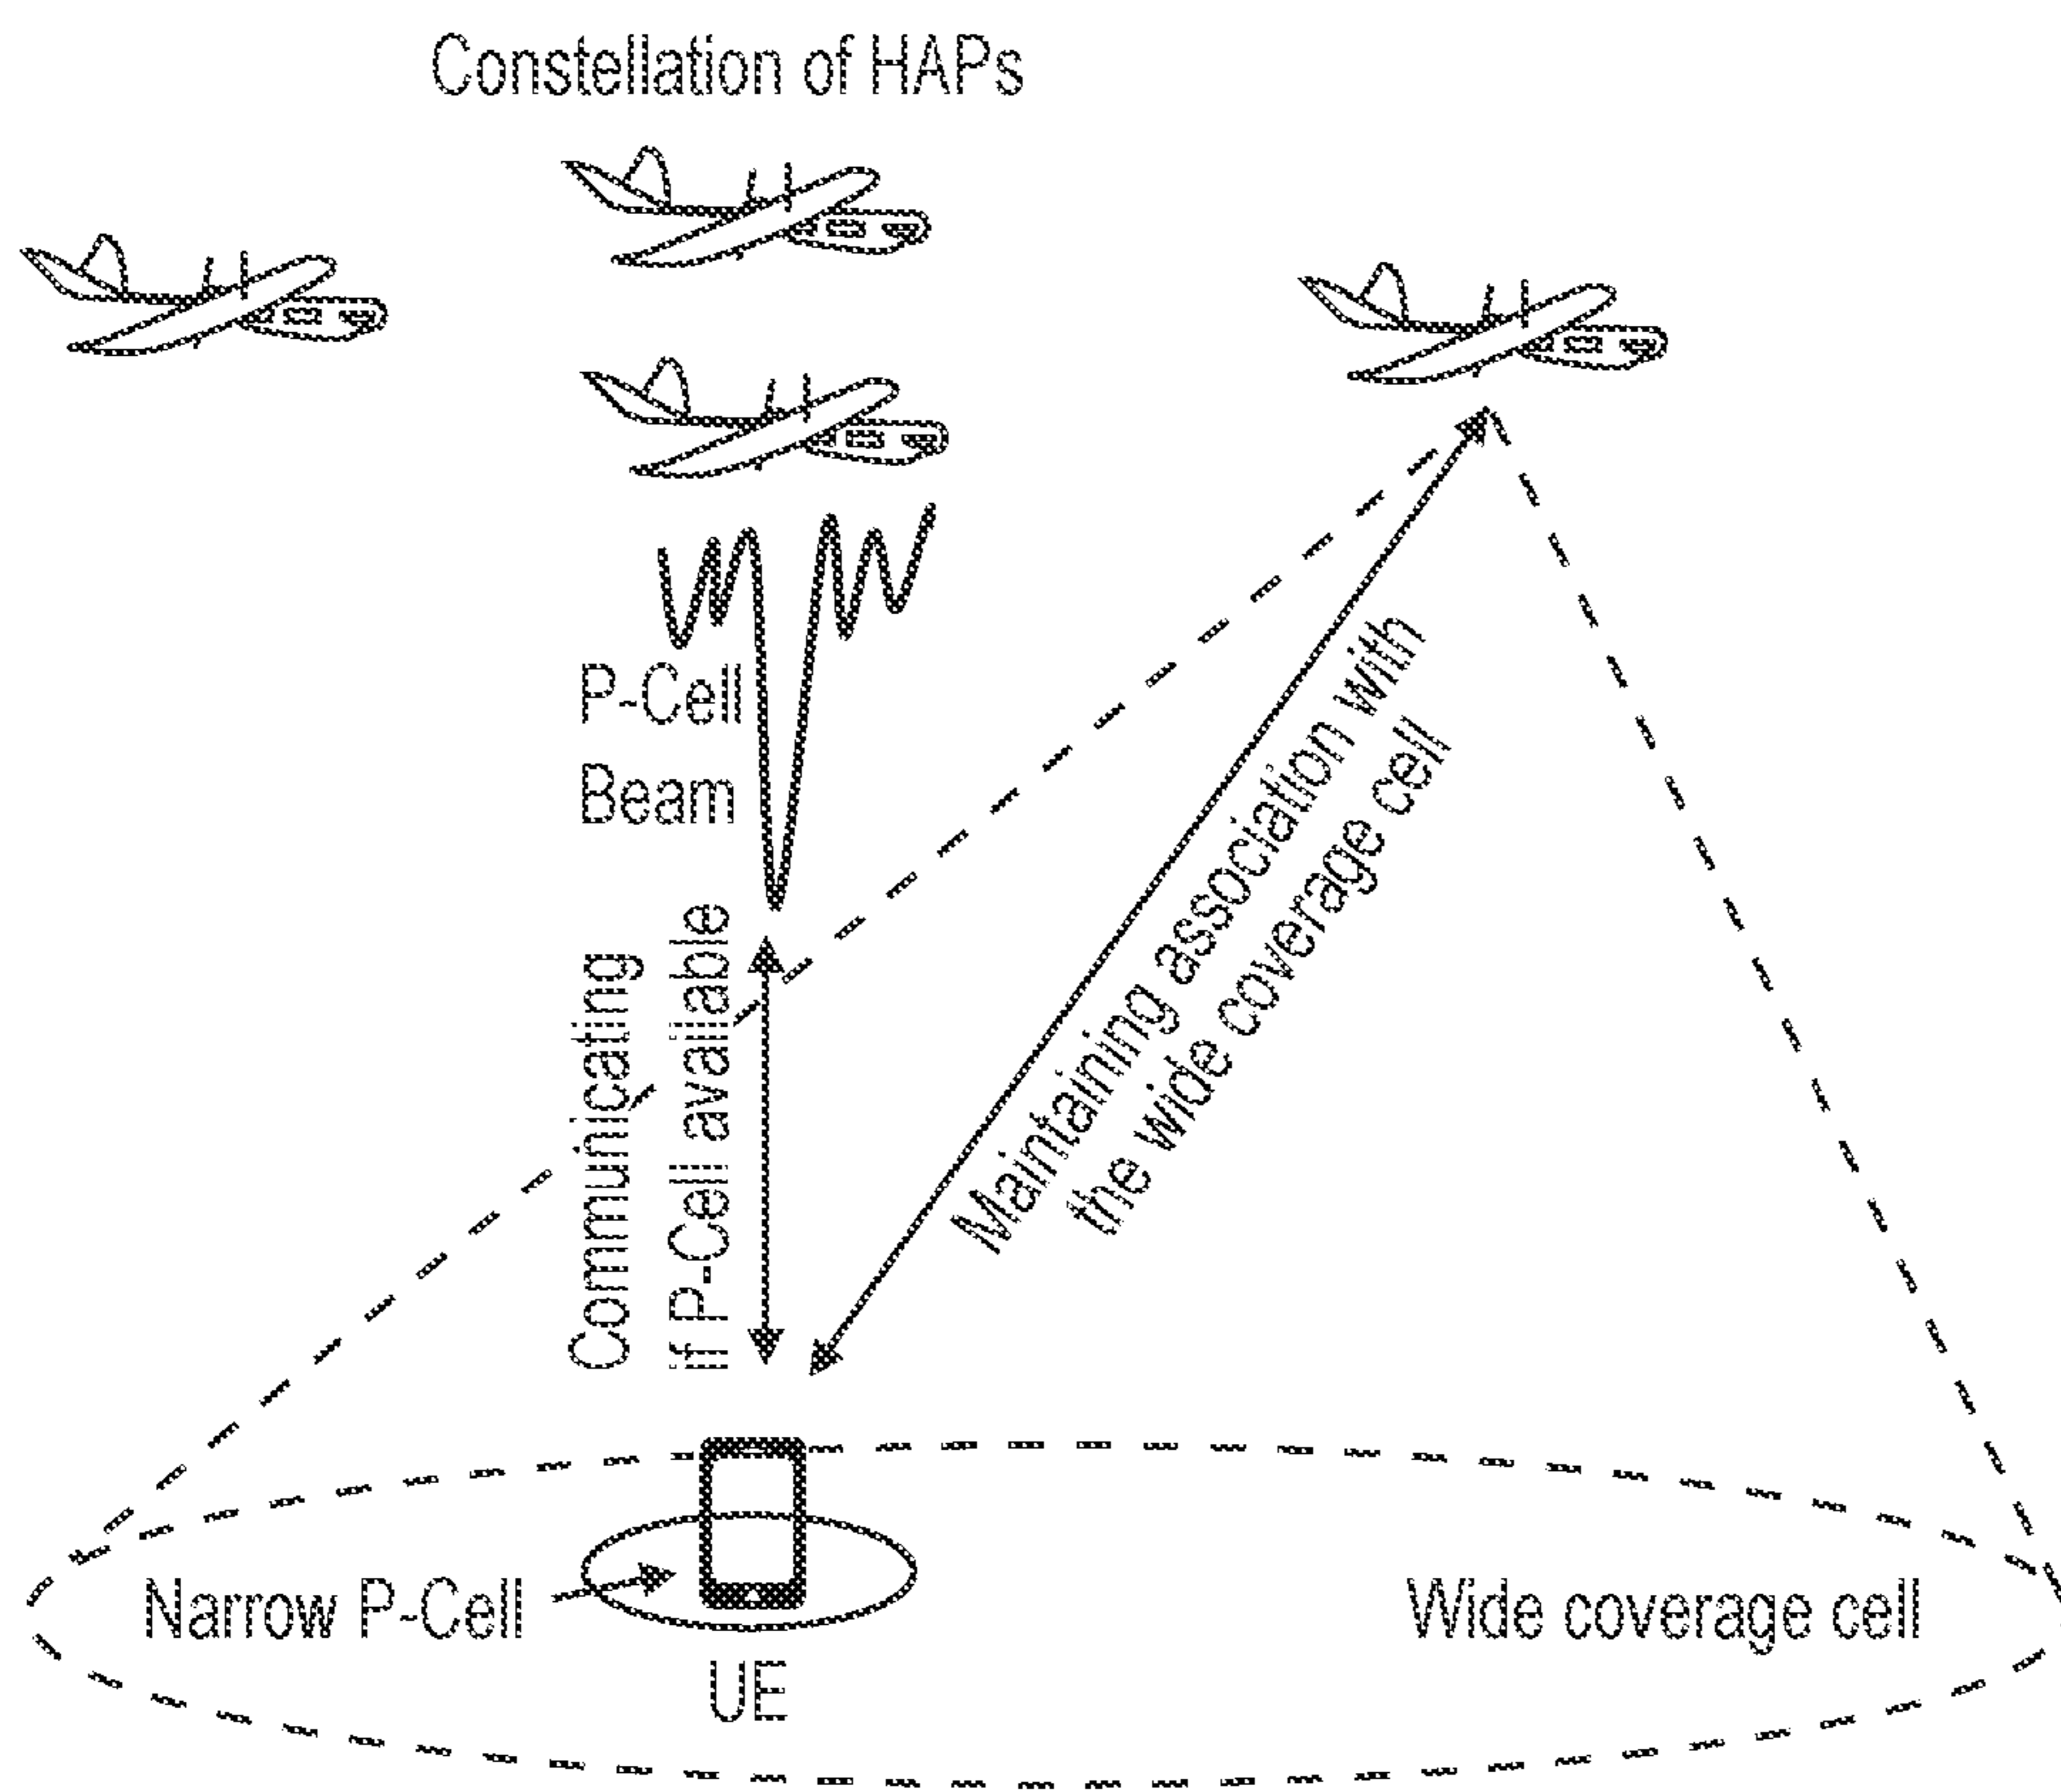 Constellation of HAPs
P-Cell
Beam
Communicating
if P-Cell available
Maintaining association with
the wide coverage cell
Narrow P-Cell
Wide coverage cell
UE